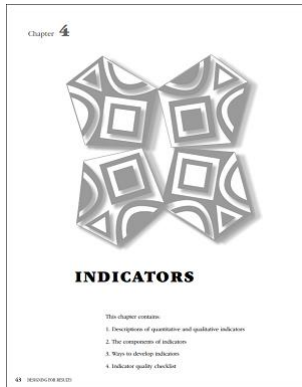 Chapter 4
INDICATORS
This chapter contains:
1. Descriptions of quantitative and qualitative indicators
2. The components of indicators
3. Ways to develop indicators
4. Indicator quality checklist
43 DESIGNING FOR RESULTS